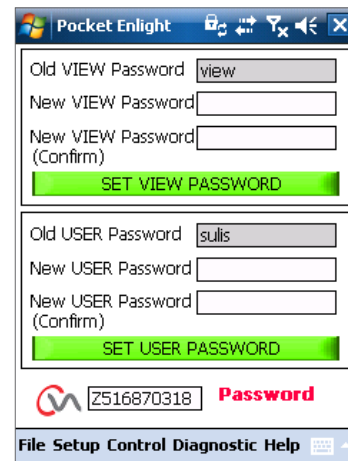 Pocket Enlight
Old VIEW Password view
New VIEW Password
New VIEW Password
(Confirm)
SET VIEW PASSWORD
Old USER Password sulis
New USER Password
New USER Password
(Confirm)
SET USER PASSWORD
Z516870318 Password
File Setup Control Diagnostic Help